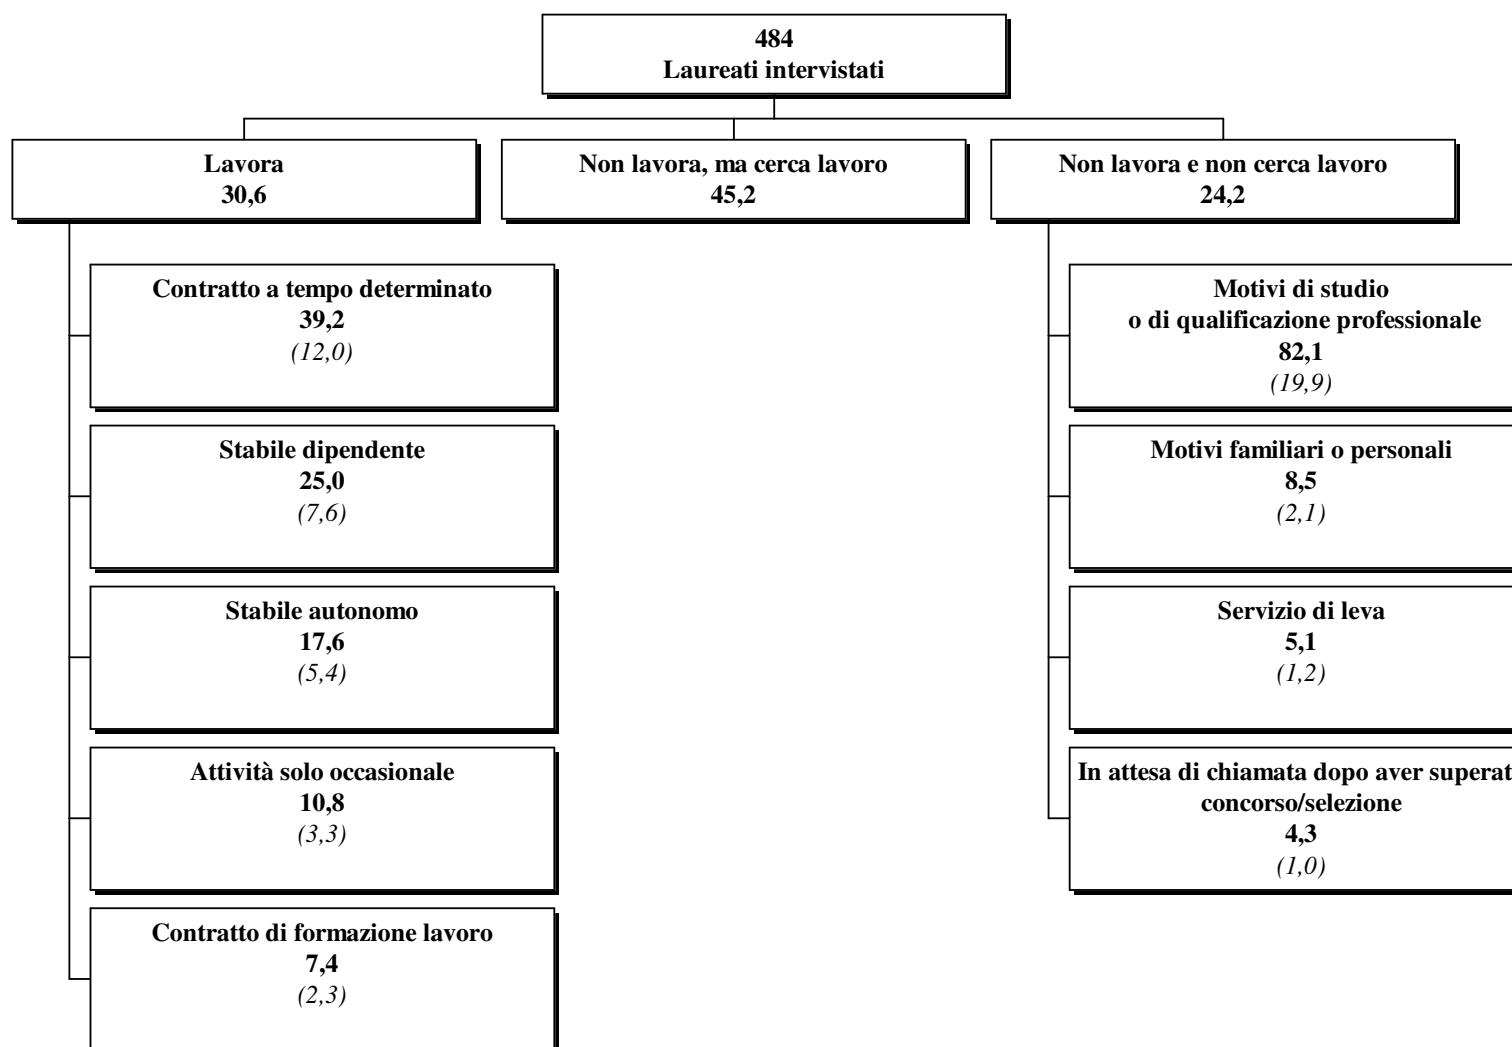 484
Laureati intervistati
Lavora
30,6
Non lavora, ma cerca lavoro
45,2
Non lavora e non cerca lavoro
24,2
Contratto a tempo determinato
39,2
(12,0)
Stabile dipendente
25,0
(7,6)
Stabile autonomo
17,6
(5,4)
Attività solo occasionale
10,8
(3,3)
Contratto di formazione lavoro
7,4
(2,3)
Motivi di studio
o di qualificazione professionale
82,1
(19,9)
Motivi familiari o personali
8,5
(2,1)
Servizio di leva
5,1
(1,2)
In attesa di chiamata dopo aver superat
concorso/selezione
4,3
(1,0)